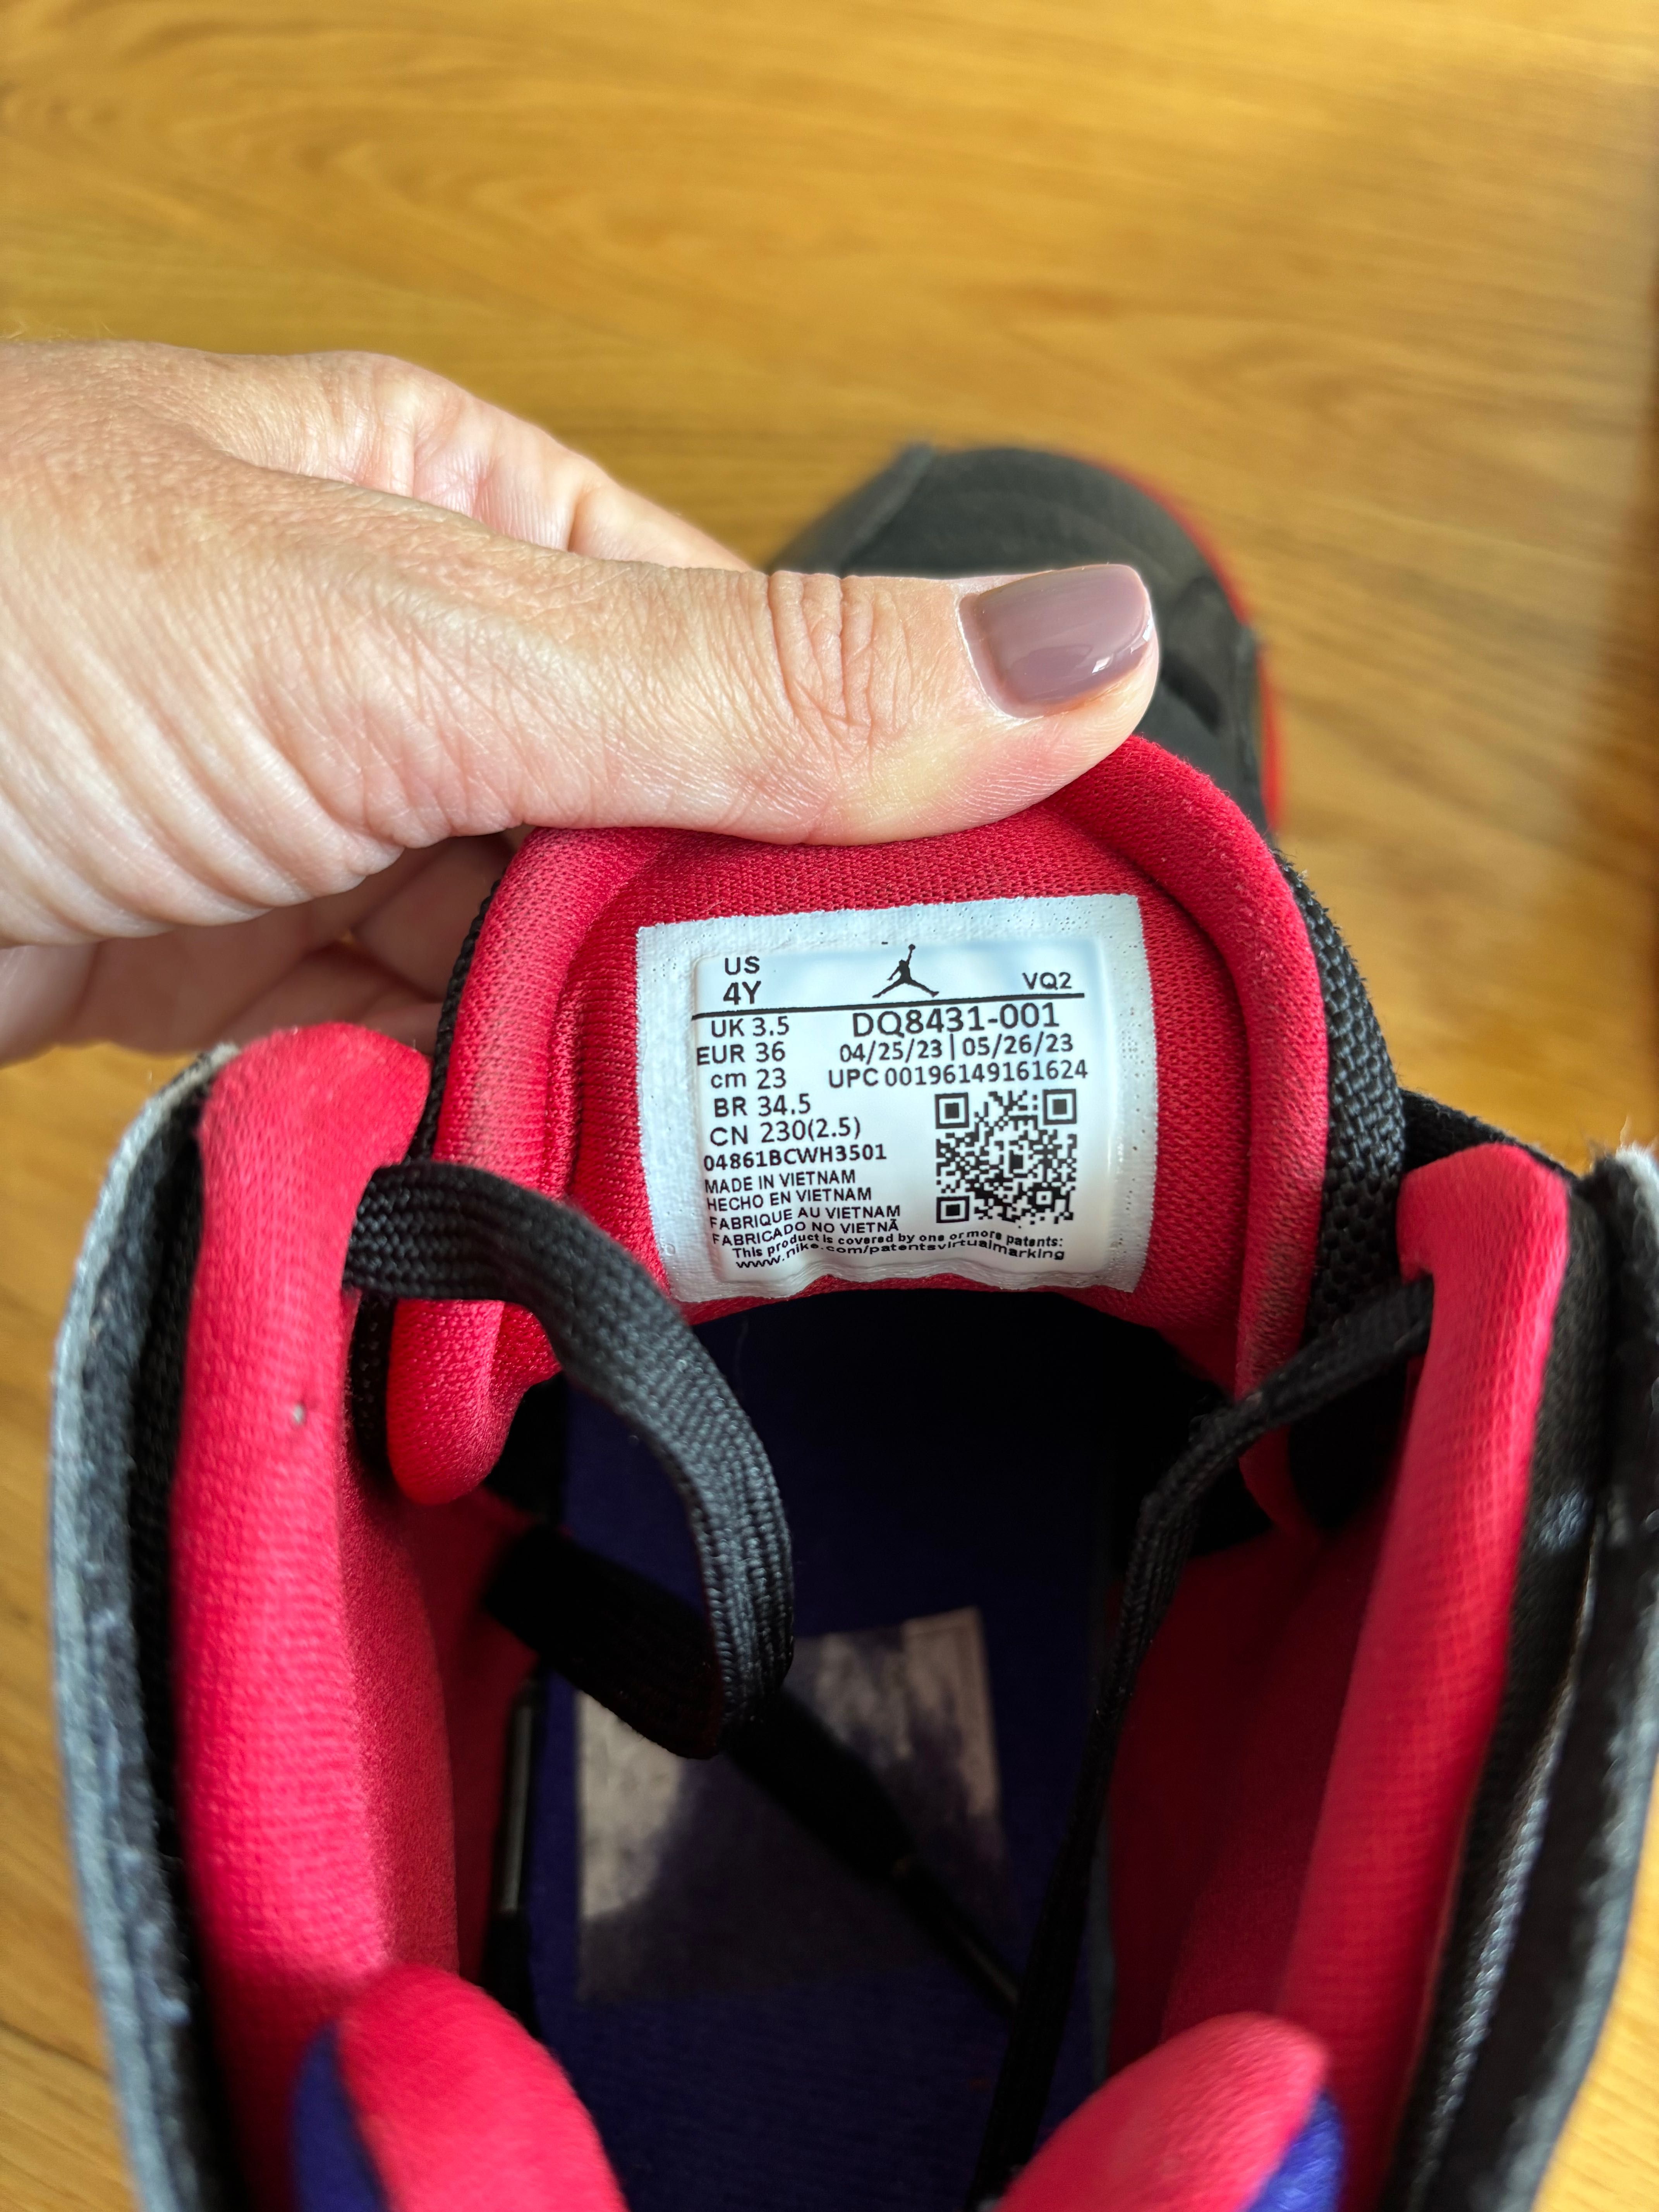 US
4Y
VQ2
UK 3.5
EUR 36
cm 23
BR 34.5
CN 230(2.5)
04861BCWH3501
DQ8431-001
04/25/23 | 05/26/23
UPC 00196149161624
MADE IN VIETNAM
HECHO EN VIETNAM
FABRIQUE AU VIETNAM
FABRICADO NO VIETNÃ
This product is covered by one or more patents:
www.nike.com/patentsvirtualmarking